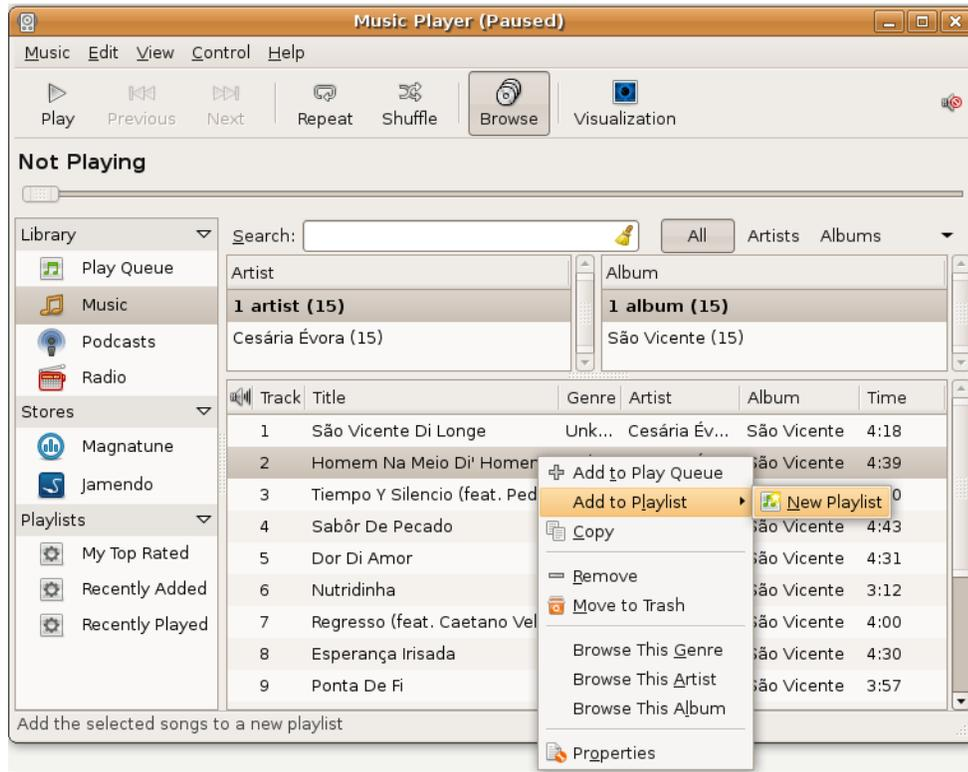 Music Player (Paused)
Music Edit View Control Help
Play Previous Next Repeat Shuffle Browse Visualization
Not Playing
Library
Play Queue
Music
Podcasts
Radio
Stores
Magnatune
Jamendo
Playlists
My Top Rated
Recently Added
Recently Played
Search: All Artists Albums
Artist
1 artist (15)
Cesária Évora (15)
Album
1 album (15)
São Vicente (15)
Track Title Genre Artist Album Time
1 São Vicente Di Longe Unk... Cesária Év... São Vicente 4:18
2 Homem Na Meio Di' São Vicente 4:39
3 Tiempo Y Silencio (feat.
4 Sabôr De Pecado São Vicente 4:43
5 Dor Di Amor São Vicente 4:31
6 Nutridinha São Vicente 3:12
7 Regresso (feat. Caetano São Vicente 4:00
8 Esperança Irisada São Vicente 4:30
9 Ponta De Fi São Vicente 3:57
Add to Play Queue
Add to Playlist
New Playlist
Copy
Remove
Move to Trash
Browse This Genre
Browse This Artist
Browse This Album
Properties
Add the selected songs to a new playlist